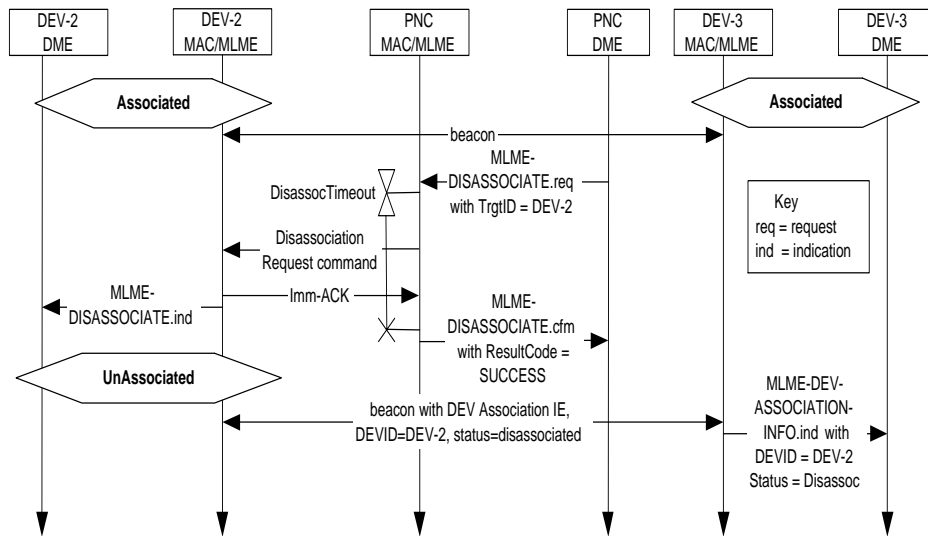 DEV-2
DME
DEV-2
MAC/MLME
PNC
MAC/MLME
PNC
DME
DEV-3
MAC/MLME
DEV-3
DME
Associated
Associated
beacon
MLME-
DISASSOCIATE.req
with TrgtID = DEV-2
DisassocTimeout
Key
req = request
ind = indication
Disassociation
Request command
Imm-ACK
MLME-
DISASSOCIATE.ind
MLME-
DISASSOCIATE.cfm
with ResultCode =
SUCCESS
UnAssociated
beacon with DEV Association IE,
DEVID=DEV-2, status=disassociated
MLME-DEV-
ASSOCIATION-
INFO.ind with
DEVID = DEV-2
Status = Disassoc